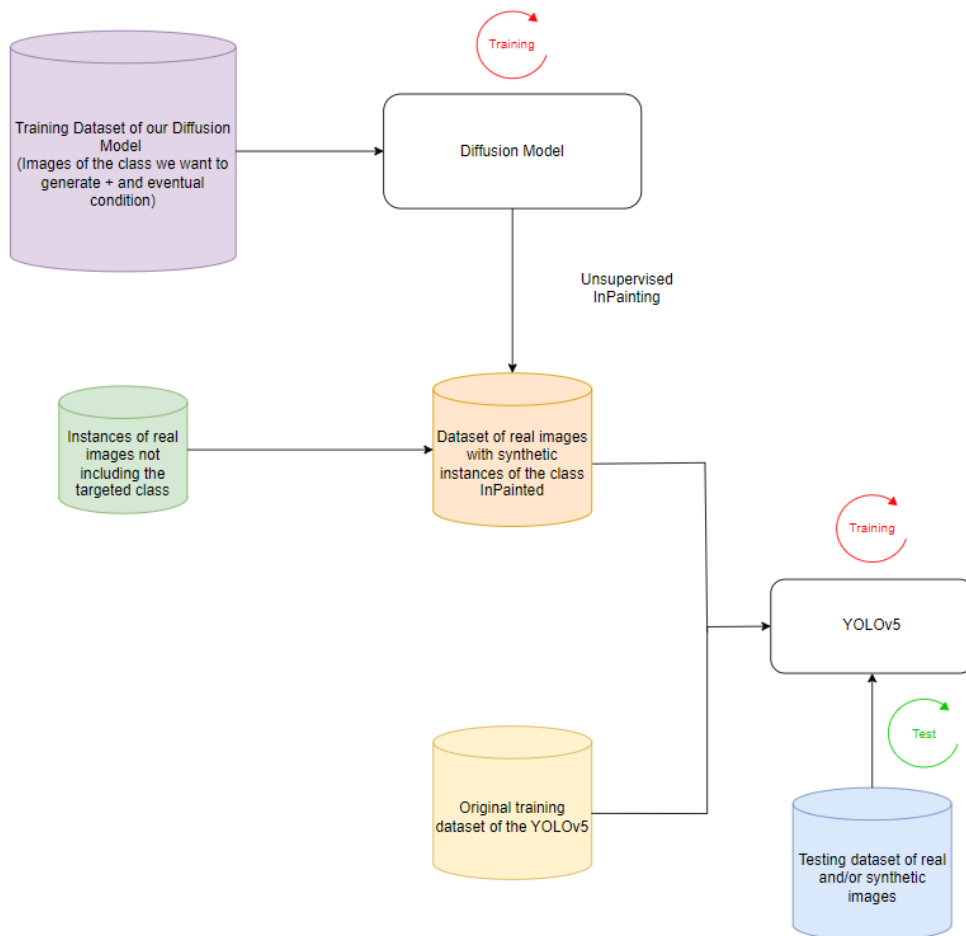 Training
Training Dataset of our Diffusion
Model
(Images of the class we want to
generate + and eventual
condition)
Diffusion Model
Unsupervised
InPainting
Instances of real
images not
including the
targeted class
Dataset of real images
with synthetic
instances of the class
InPainted
Training
YOLOv5
Test
Original training
dataset of the YOLOv5
Testing dataset of real
and/or synthetic
images